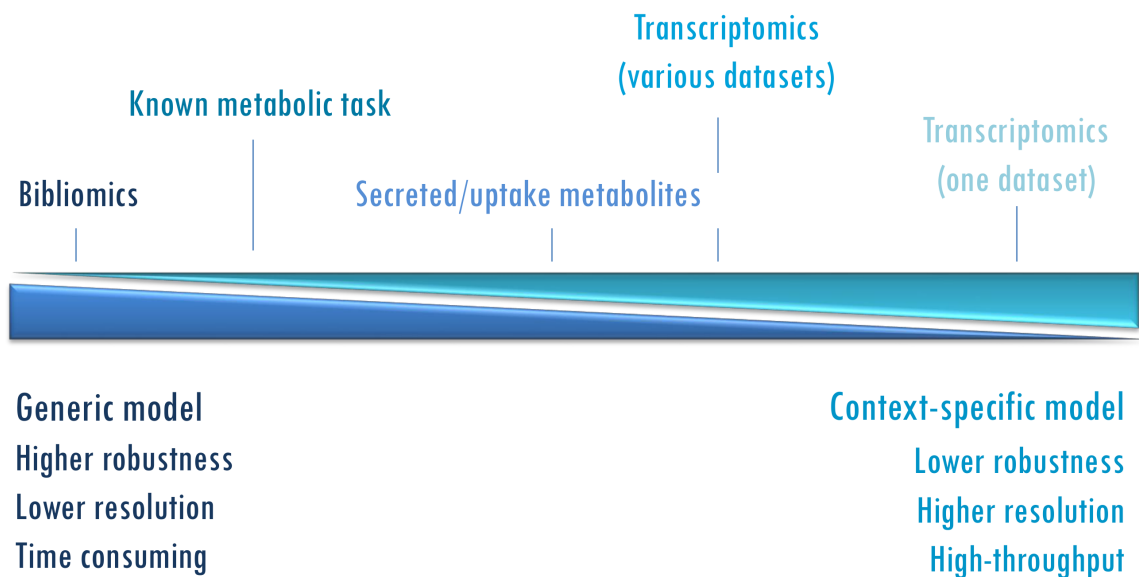 Transcriptomics
(various datasets)
Known metabolic task
Transcriptomics
(one dataset)
Bibliomics
Secreted/uptake metabolites
Generic model
Higher robustness
Lower resolution
Time consuming
Context-specific model
Lower robustness
Higher resolution
High-throughput